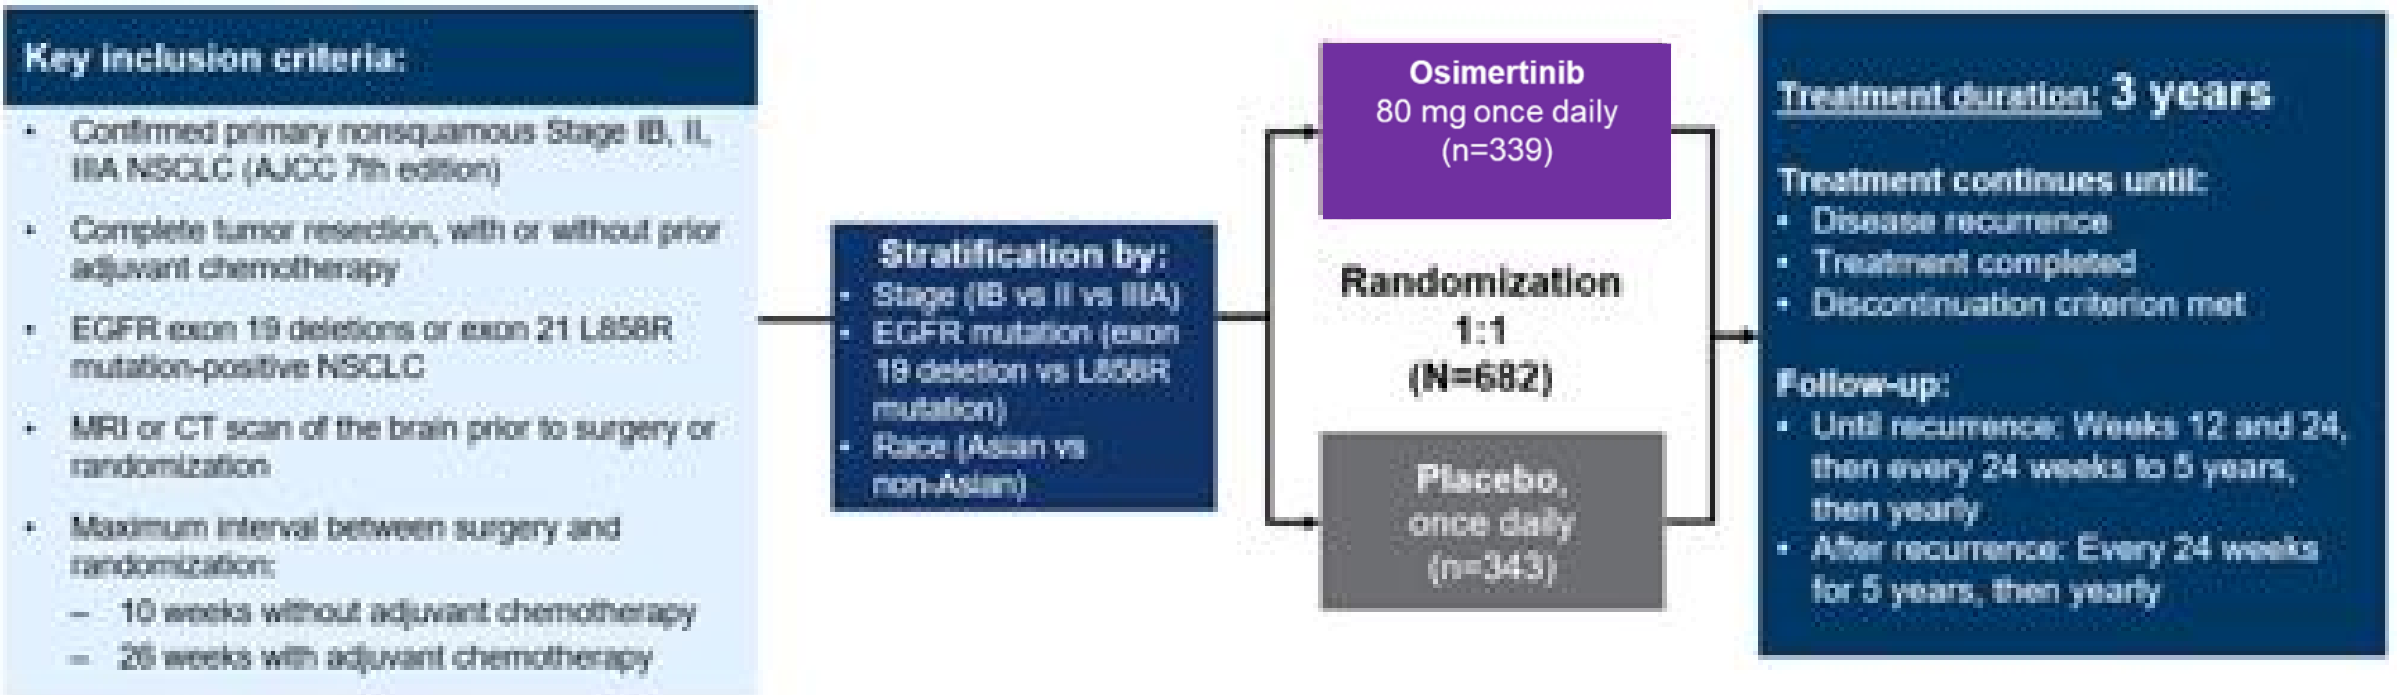 Key inclusion criteria:
• Confirmed primary nonsquamous Stage IB, II,
IIIA NSCLC (AJCC 7th edition)
• Complete tumor resection, with or without prior
adjuvant chemotherapy
• EGFR exon 19 deletions or exon 21 L858R
mutation-positive NSCLC
• MRI or CT scan of the brain prior to surgery or
randomization
• Maximum interval between surgery and
randomization:
– 10 weeks without adjuvant chemotherapy
– 26 weeks with adjuvant chemotherapy
Stratification by:
• Stage (IB vs II vs IIIA)
• EGFR mutation (exon
19 deletion vs L858R
mutation)
• Race (Asian vs
non-Asian)
Osimertinib
80 mg once daily
(n=339)
Randomization
1:1
(N=682)
Placebo,
once daily
(n=343)
Treatment duration: 3 years
Treatment continues until:
• Disease recurrence
• Treatment completed
• Discontinuation criterion met
Follow-up:
• Until recurrence: Weeks 12 and 24,
then every 24 weeks to 5 years,
then yearly
• After recurrence: Every 24 weeks
for 5 years, then yearly